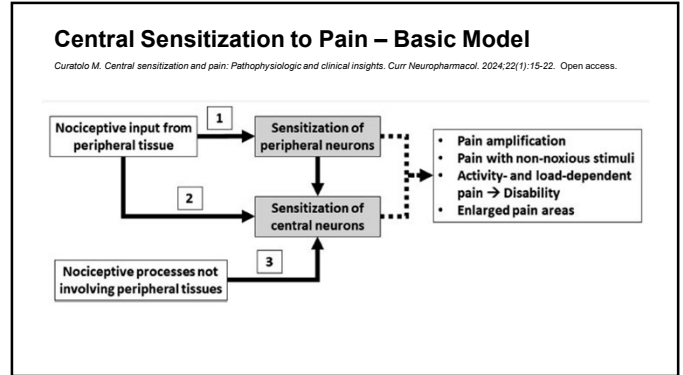 Central Sensitization to Pain – Basic Model
Curatolo M. Central sensitization and pain: Pathophysiologic and clinical insights. Curr Neuropharmacol. 2024;22(1):15-22. Open access.
1
Nociceptive input from
peripheral tissue
Sensitization of
peripheral neurons
• Pain amplification
• Pain with non-noxious stimuli
• Activity- and load-dependent
pain → Disability
• Enlarged pain areas
2
Sensitization of
central neurons
3
Nociceptive processes not
involving peripheral tissues